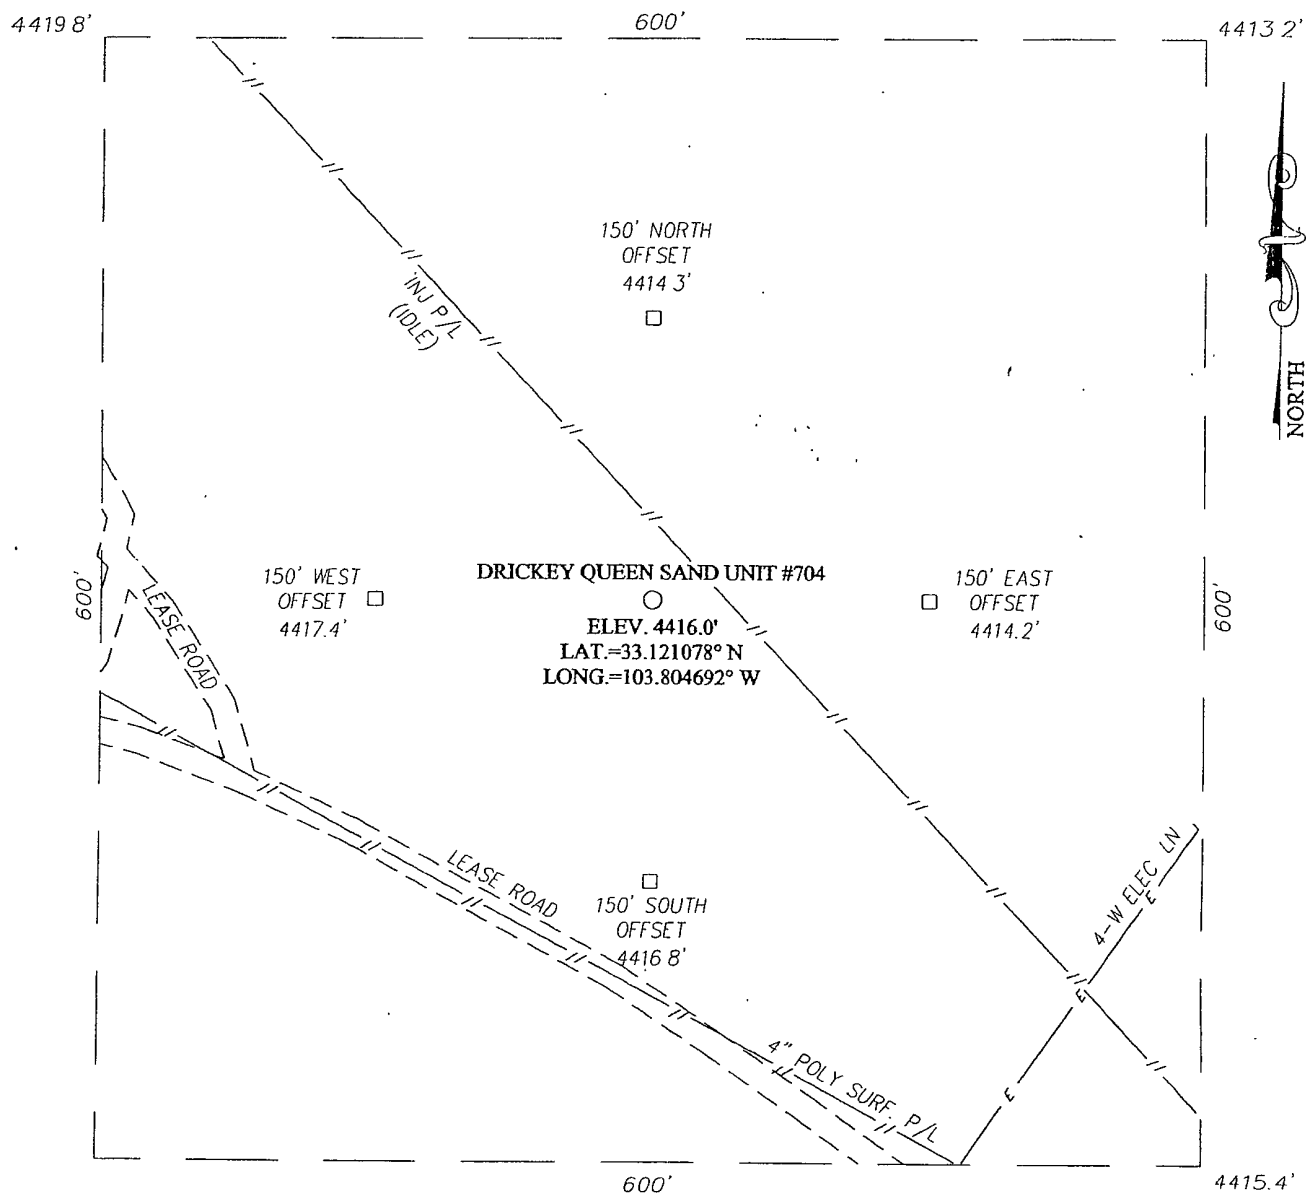 4419 8'
600'
4413 2'
150' NORTH
OFFSET
4414 3'
INJ P/L
(IDLE)
NORTH
DRICKEY QUEEN SAND UNIT #704
ELEV. 4416.0'
LAT.=33.121078° N
LONG.=103.804692° W
150' WEST
OFFSET
4417.4'
150' EAST
OFFSET
4414.2'
600'
600'
LEASE ROAD
LEASE ROAD
150' SOUTH
OFFSET
4416 8'
4-W ELEC LN
E
E
E
4" POLY SURF. P/L
600'
4415.4'